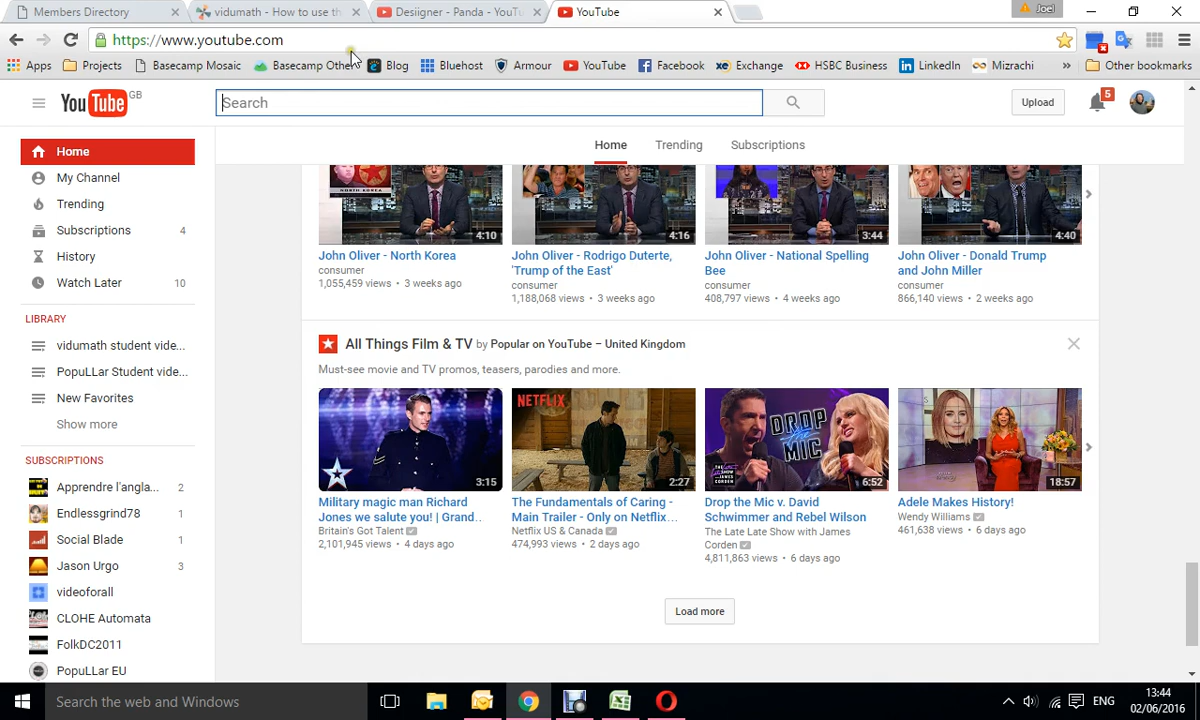 Members Directory
vidumath - How to use th
Desiigner - Panda - YouTu
YouTube
Joel
https://www.youtube.com
Apps
Projects
Basecamp Mosaic
Basecamp Othe
Blog
Bluehost
Armour
YouTube
Facebook
Exchange
HSBC Business
LinkedIn
Mizrachi
»
Other bookmarks
YouTube GB
Search
Upload
5
Home
Trending
Subscriptions
Home
My Channel
Trending
Subscriptions 4
History
Watch Later 10
LIBRARY
vidumath student vide...
PopuLLar Student vide...
New Favorites
Show more
SUBSCRIPTIONS
Apprendre l'angla... 2
Endlessgrind78 1
Social Blade 1
Jason Urgo 3
videoforall
CLOHE Automata
FolkDC2011
PopuLLar EU
NORTH KOREA
4:10
John Oliver - North Korea
consumer
1,055,459 views • 3 weeks ago
4:16
John Oliver - Rodrigo Duterte,
'Trump of the East'
consumer
1,188,068 views • 3 weeks ago
3:44
John Oliver - National Spelling
Bee
consumer
408,797 views • 4 weeks ago
4:40
John Oliver - Donald Trump
and John Miller
consumer
866,140 views • 2 weeks ago
All Things Film & TV by Popular on YouTube – United Kingdom
Must-see movie and TV promos, teasers, parodies and more.
3:15
Military magic man Richard
Jones we salute you! | Grand..
Britain's Got Talent
2,101,945 views • 4 days ago
NETFLIX
2:27
The Fundamentals of Caring -
Main Trailer - Only on Netflix...
Netflix US & Canada
474,993 views • 2 days ago
DROP
THE
MIC
6:52
Drop the Mic v. David
Schwimmer and Rebel Wilson
The Late Late Show with James
Corden
4,811,863 views • 6 days ago
18:57
Adele Makes History!
Wendy Williams
461,638 views • 6 days ago
Load more
Search the web and Windows
ENG
13:44
02/06/2016